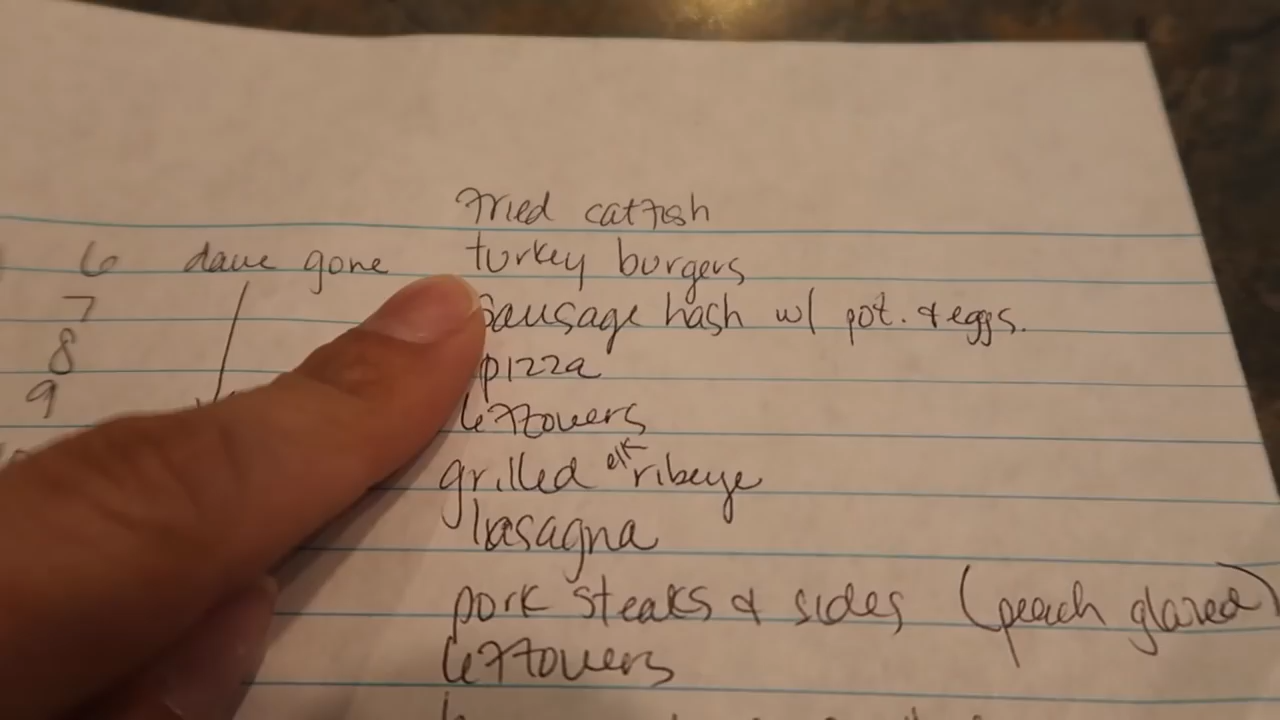 fried catfish
6 dave gone turkey burgers
7 sausage hash w/ pot. & eggs.
8 pizza
9 leftovers
grilled elk ribeye
lasagna
pork steaks & sides (peach glazed)
leftovers